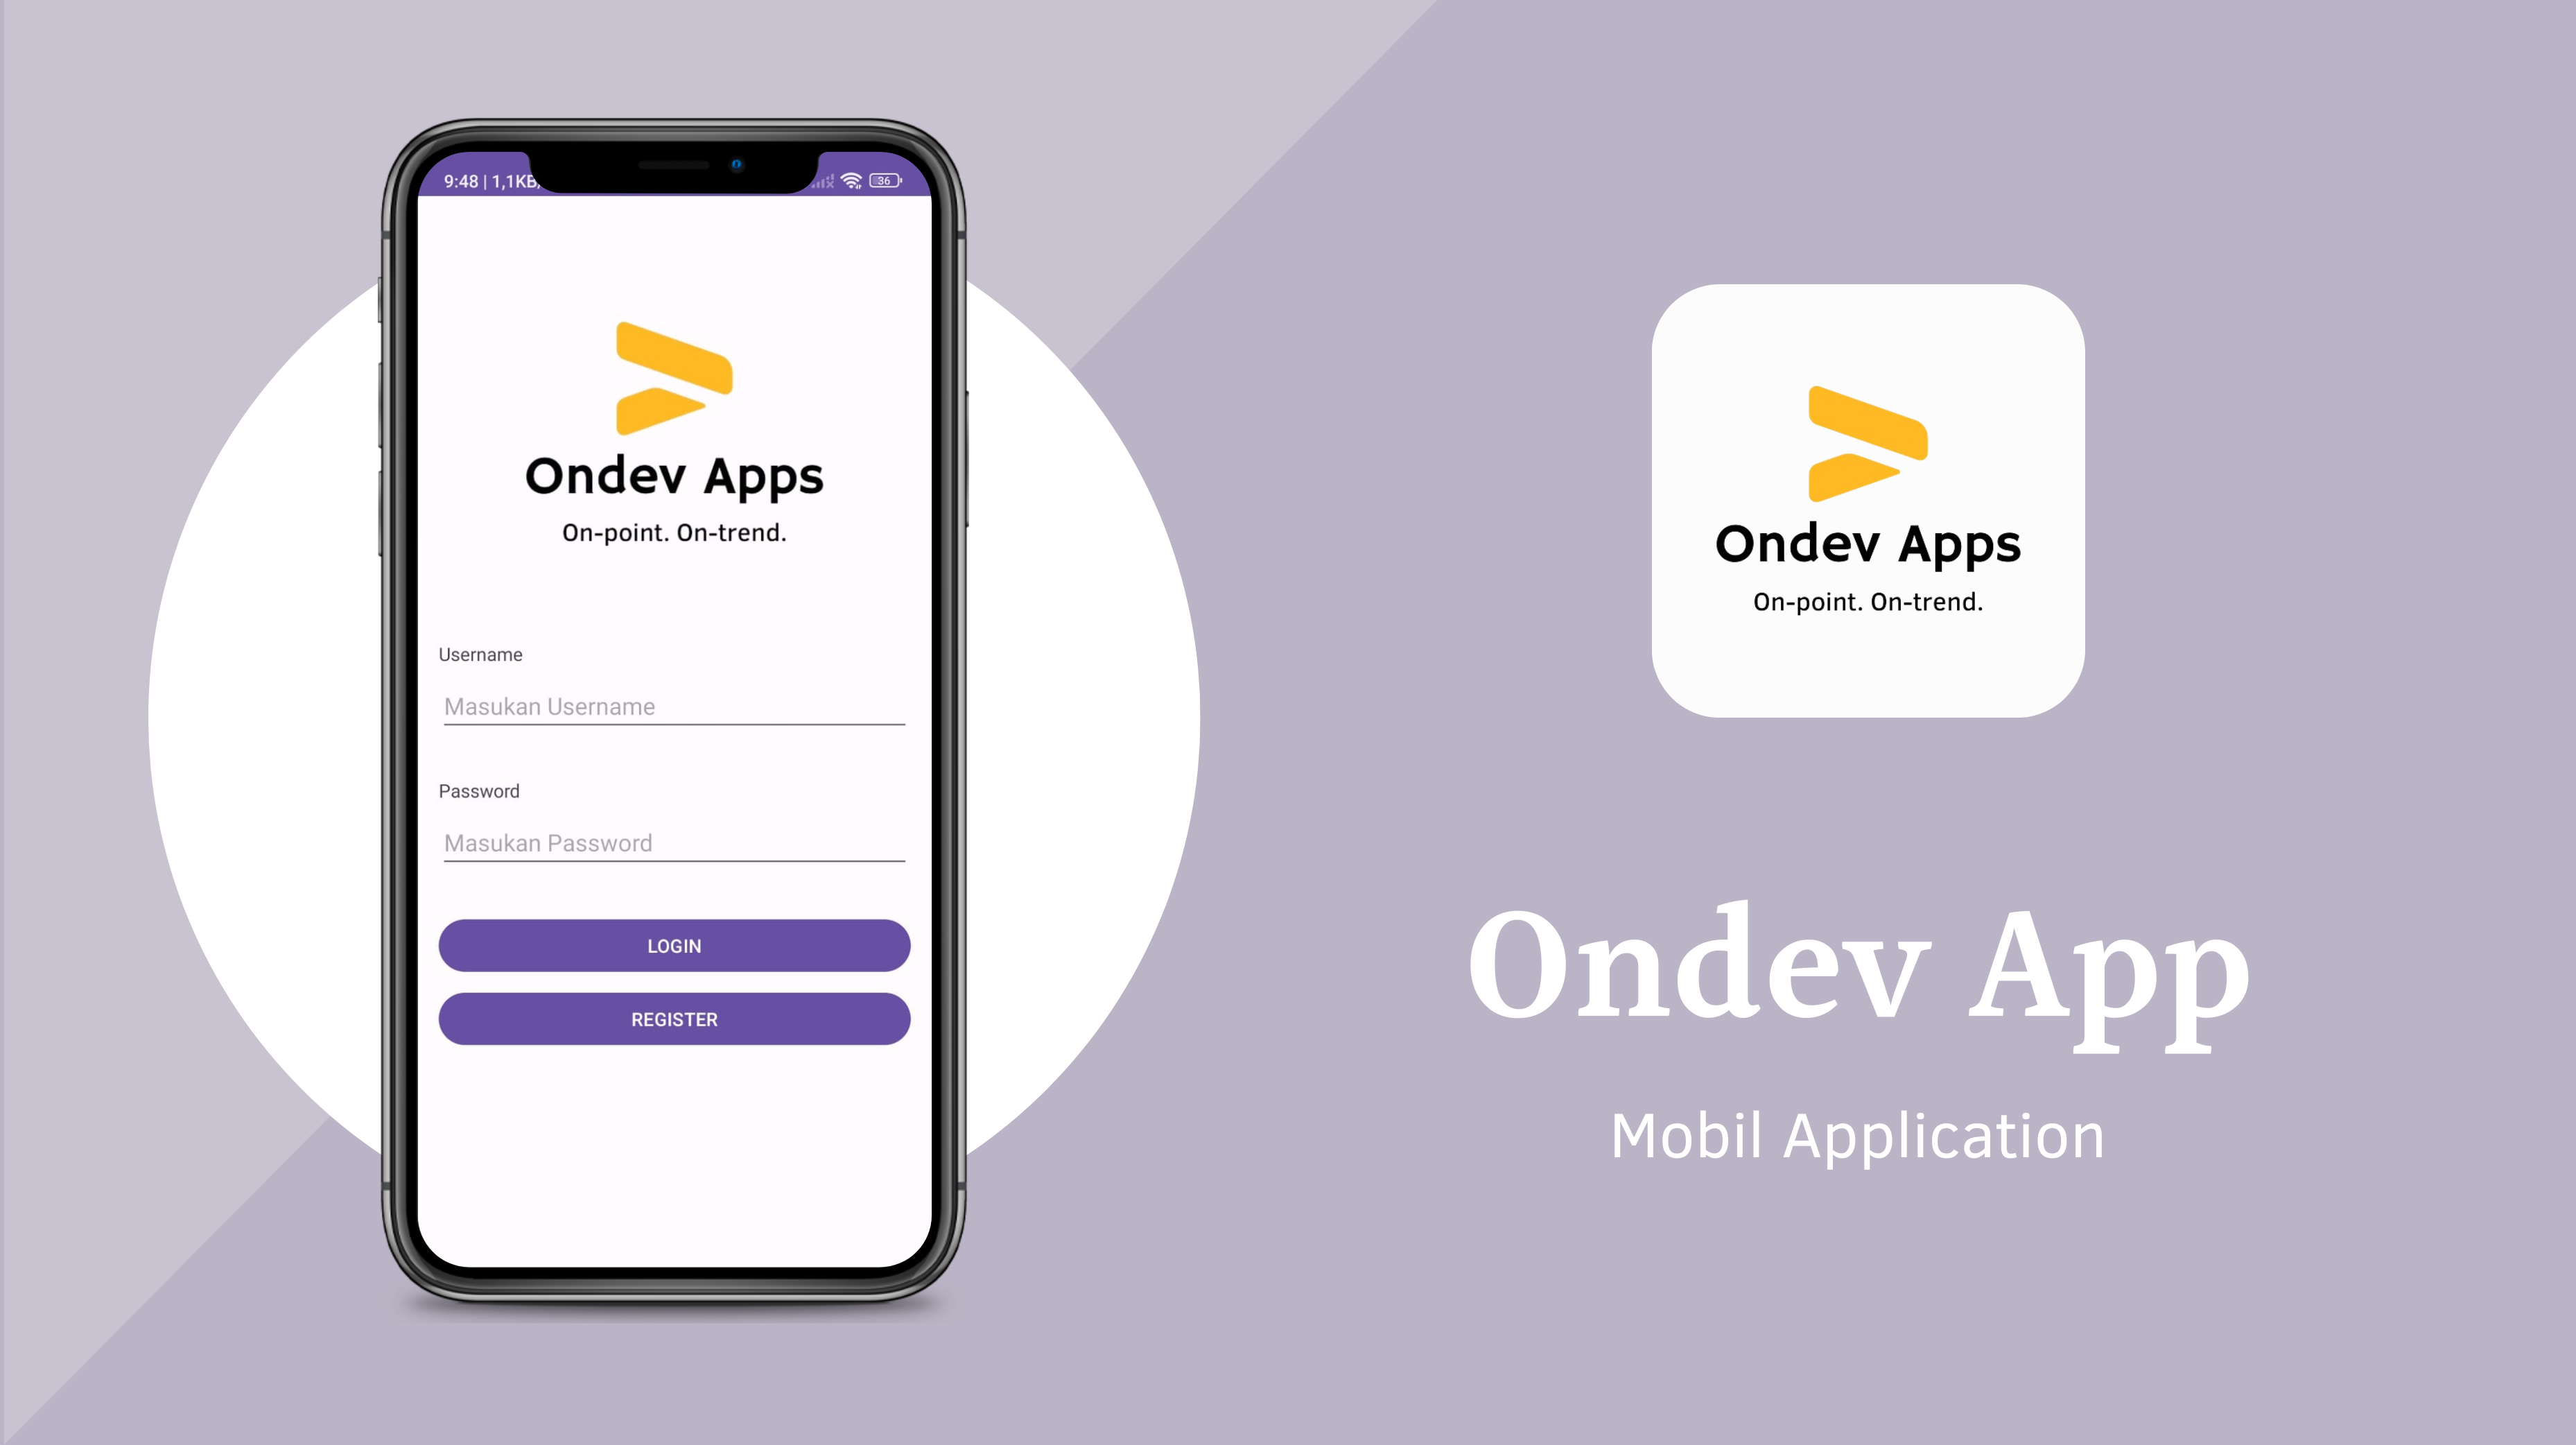 9:48 | 1,1KB/
36
Ondev Apps
On-point. On-trend.
Username
Masukan Username
Password
Masukan Password
LOGIN
REGISTER
Ondev Apps
On-point. On-trend.
Ondev App
Mobil Application